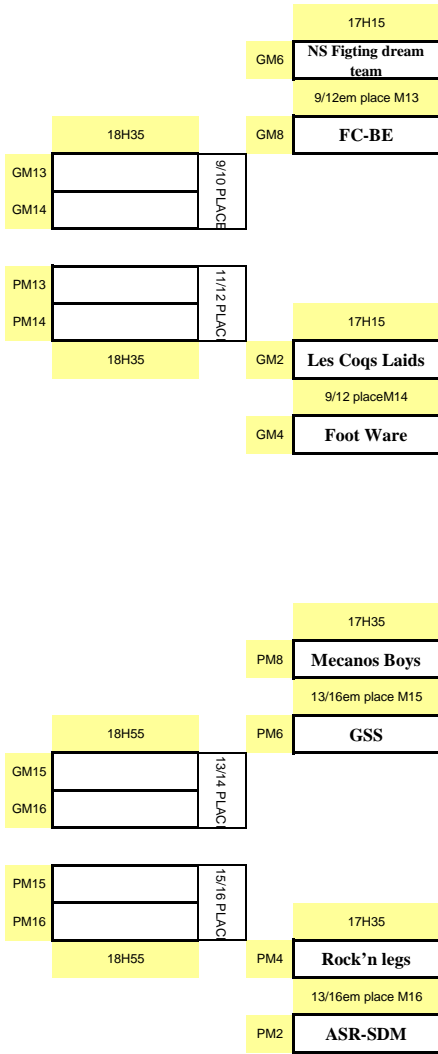 17H15
GM6 NS Figting dream
team
9/12em place M13
18H35 GM8 FC-BE
GM13 9/10 PLACE
GM14
PM13 11/12 PLACI
PM14 17H15
18H35 GM2 Les Coqs Laids
9/12 placeM14
GM4 Foot Ware
17H35
PM8 Mecanos Boys
13/16em place M15
18H55 PM6 GSS
GM15 13/14 PLACI
GM16
PM15 15/16 PLACI
PM16 17H35
18H55 PM4 Rock’n legs
13/16em place M16
PM2 ASR-SDM